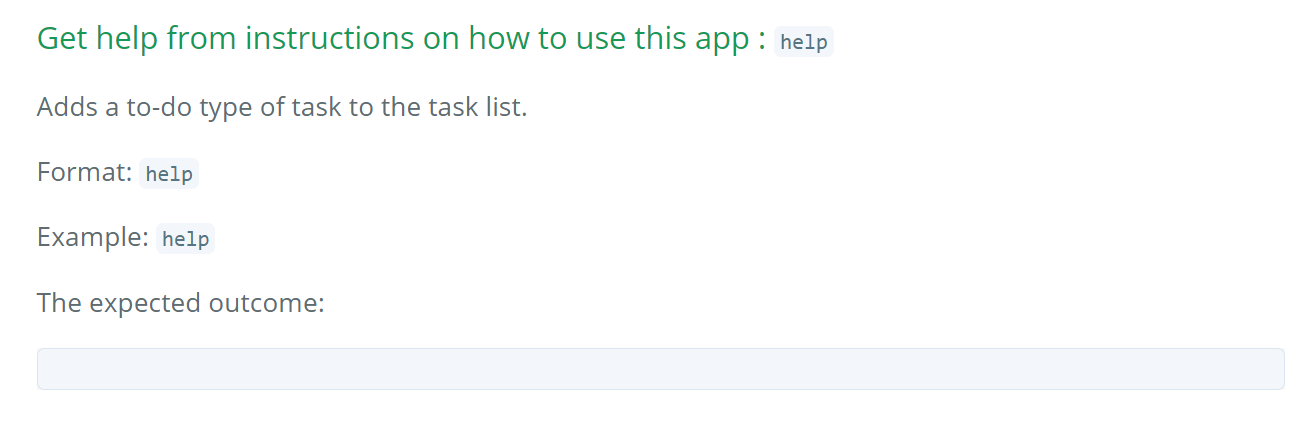 Get help from instructions on how to use this app : help
Adds a to-do type of task to the task list.
Format: help
Example: help
The expected outcome: